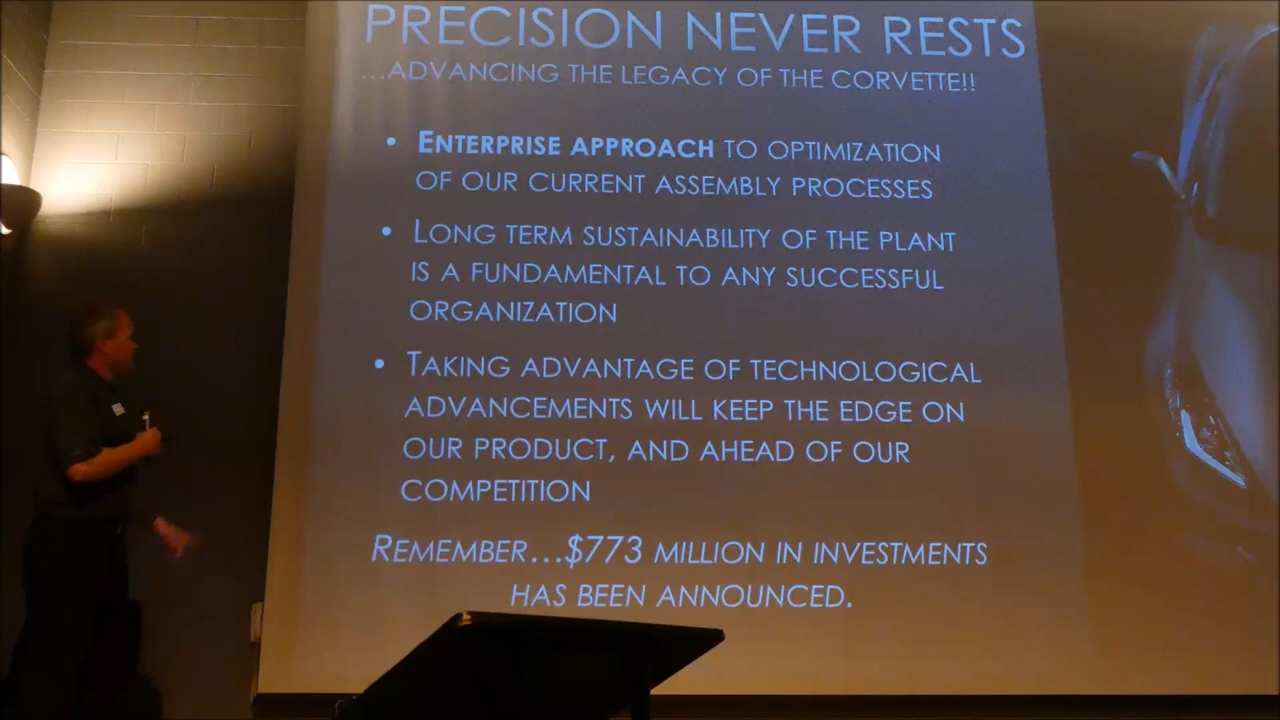 PRECISION NEVER RESTS
...ADVANCING THE LEGACY OF THE CORVETTE!!
• ENTERPRISE APPROACH TO OPTIMIZATION
OF OUR CURRENT ASSEMBLY PROCESSES
• LONG TERM SUSTAINABILITY OF THE PLANT
IS A FUNDAMENTAL TO ANY SUCCESSFUL
ORGANIZATION
• TAKING ADVANTAGE OF TECHNOLOGICAL
ADVANCEMENTS WILL KEEP THE EDGE ON
OUR PRODUCT, AND AHEAD OF OUR
COMPETITION
REMEMBER...$773 MILLION IN INVESTMENTS
HAS BEEN ANNOUNCED.